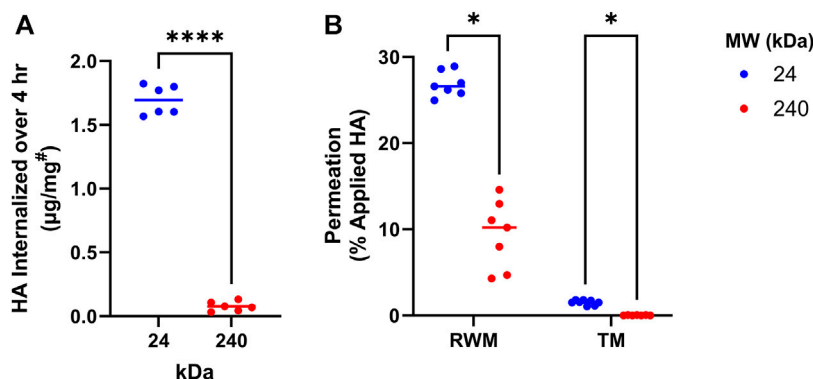 A
****
HA Internalized over 4 hr
(µg/mg#)
2.0
1.5
1.0
0.5
0.0
24
240
kDa
B
*
*
Permeation
(% Applied HA)
30
20
10
0
RWM
TM
MW (kDa)
24
240